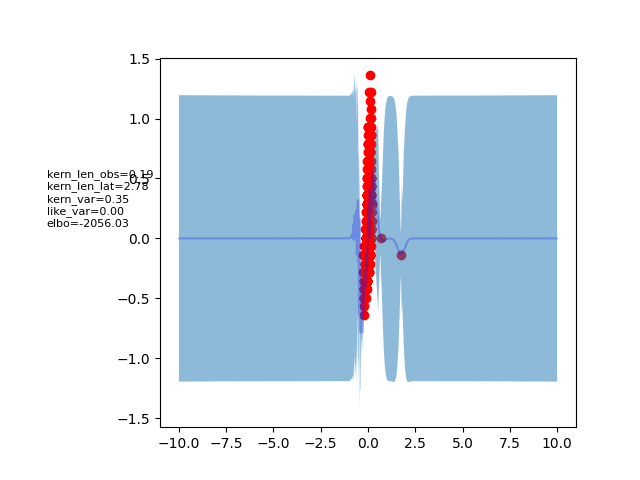 1.5
1.0
kern_len_obs=0.19
0.5
kern_len_lat=2.78
kern_var=0.35
like_var=0.00
elbo=-2056.03
0.0
−0.5
−1.0
−1.5
−10.0 −7.5 −5.0 −2.5 0.0 2.5 5.0 7.5 10.0